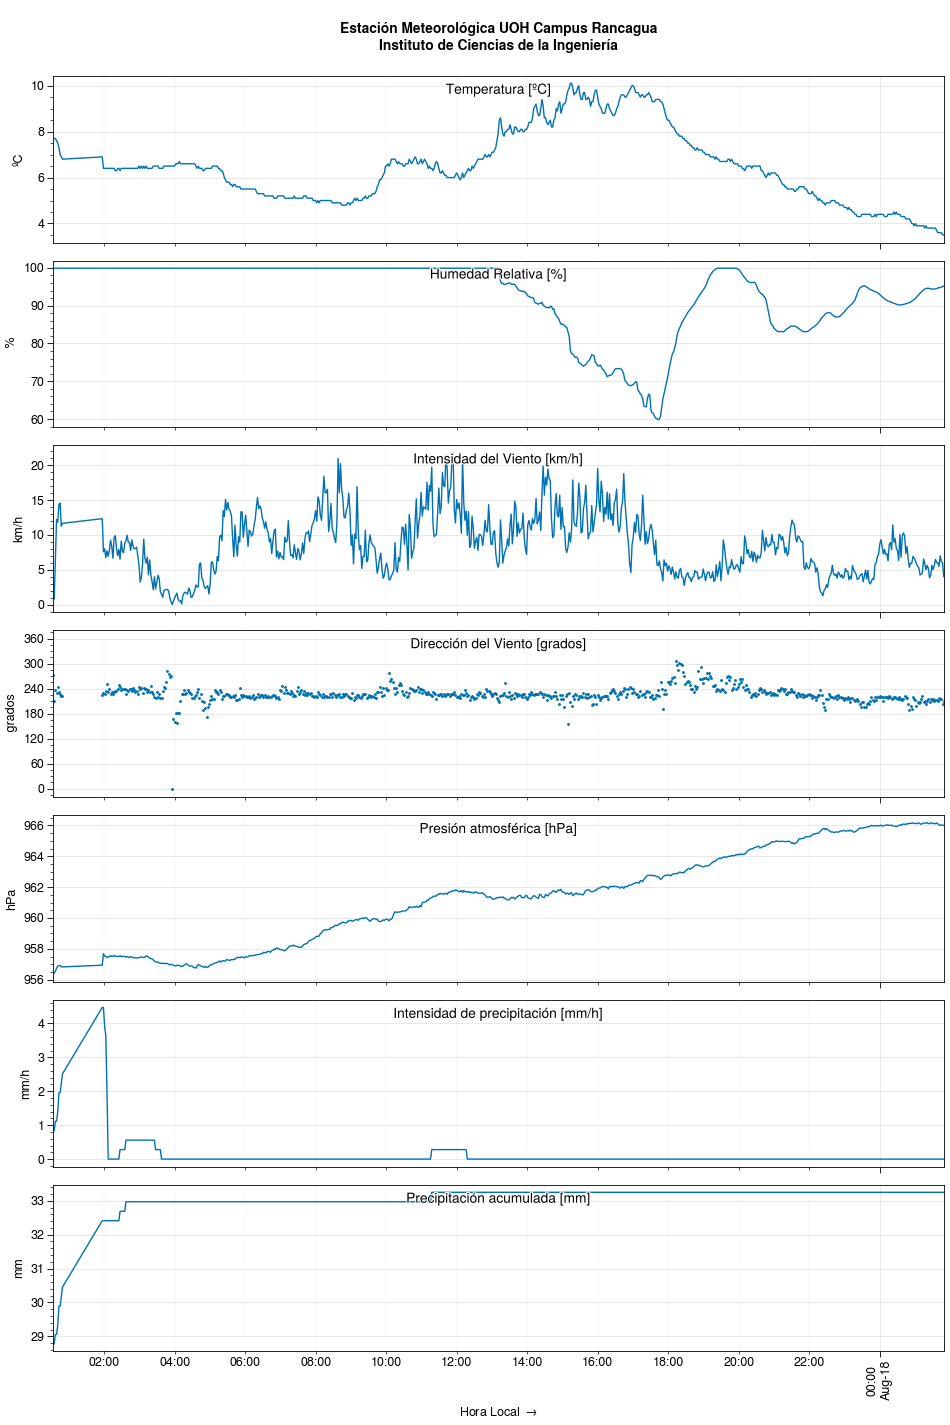 Estación Meteorológica UOH Campus Rancagua
Instituto de Ciencias de la Ingeniería
Temperatura [ºC]
ºC
10
8
6
4
Humedad Relativa [%]
%
100
90
80
70
60
Intensidad del Viento [km/h]
km/h
20
15
10
5
0
Dirección del Viento [grados]
grados
360
300
240
180
120
60
0
Presión atmosférica [hPa]
hPa
966
964
962
960
958
956
Intensidad de precipitación [mm/h]
mm/h
4
3
2
1
0
Precipitación acumulada [mm]
mm
33
32
31
30
29
02:00 04:00 06:00 08:00 10:00 12:00 14:00 16:00 18:00 20:00 22:00 00:00
Aug-18
Hora Local →